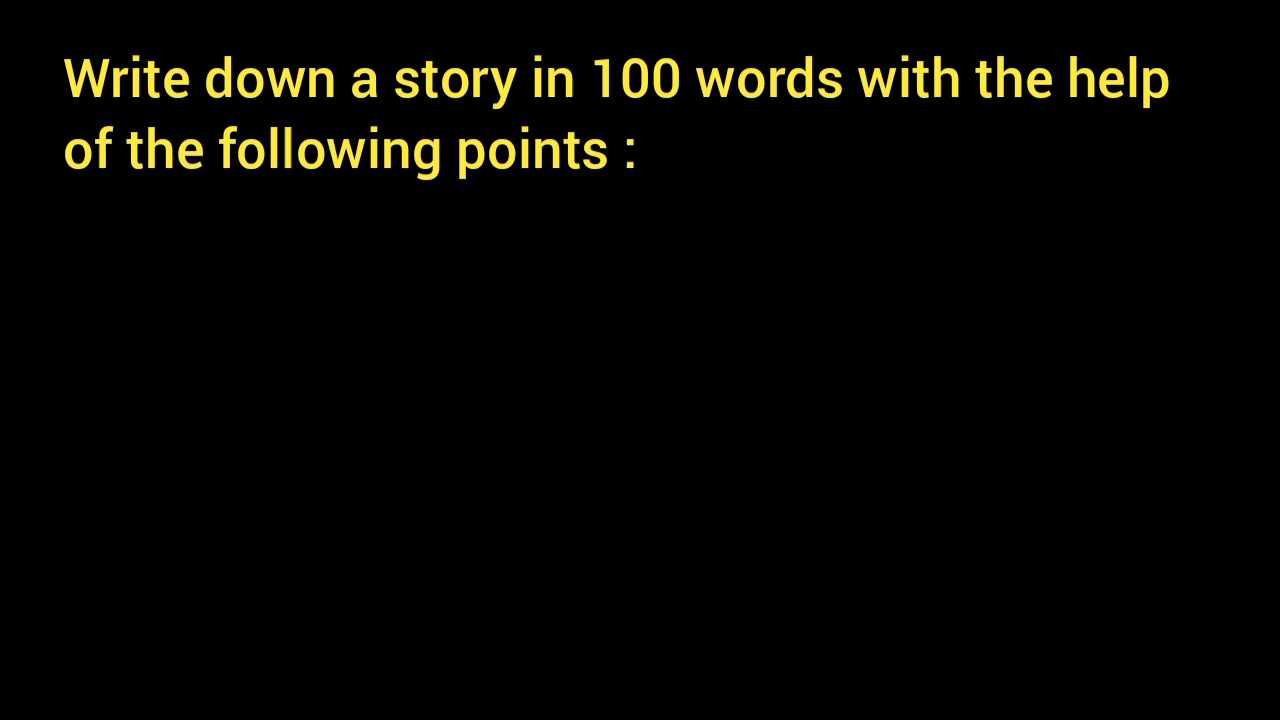 Write down a story in 100 words with the help
of the following points :